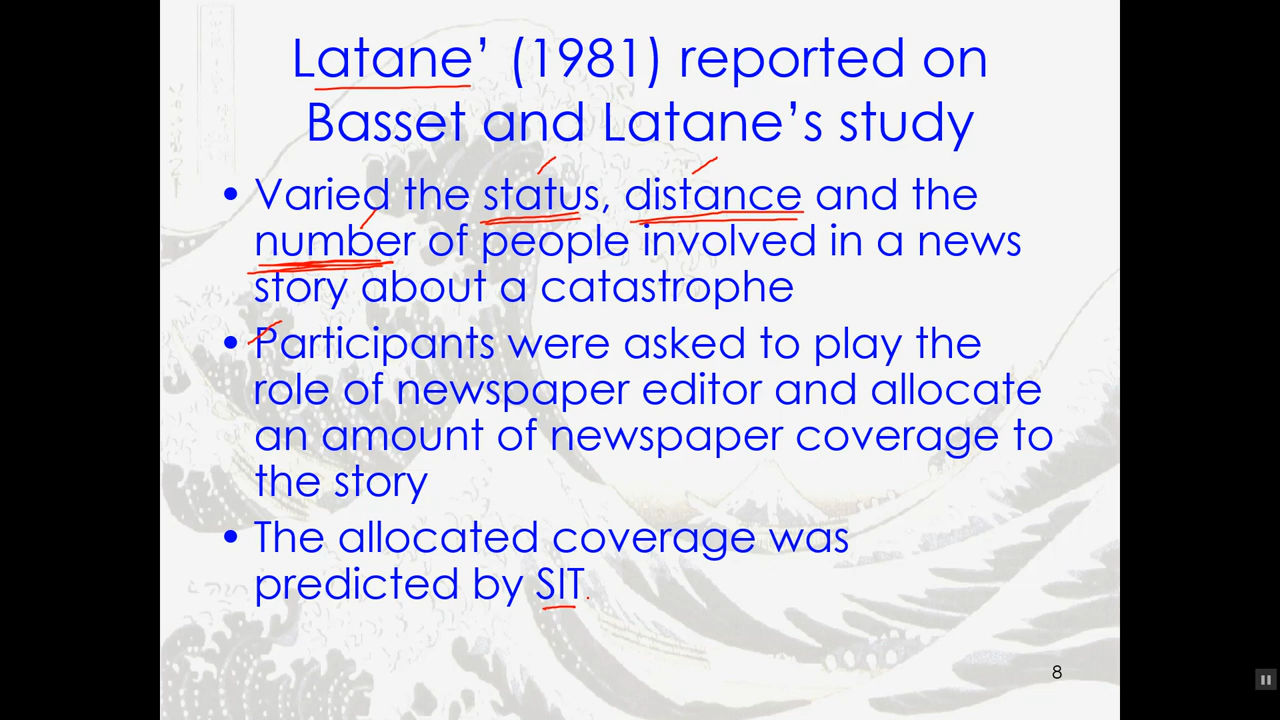 Latane’ (1981) reported on
Basset and Latane’s study
• Varied the status, distance and the
number of people involved in a news
story about a catastrophe
• Participants were asked to play the
role of newspaper editor and allocate
an amount of newspaper coverage to
the story
• The allocated coverage was
predicted by SIT
8